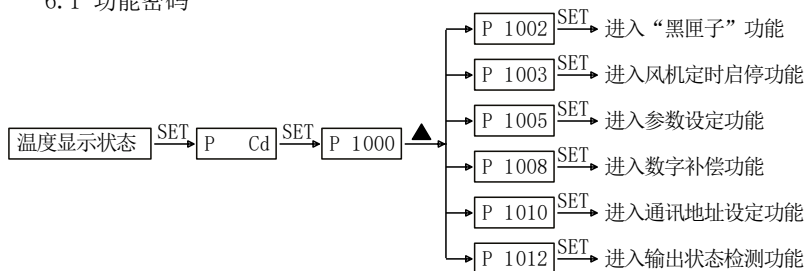 6.1 功能密码
P 1002 SET 进入“黑匣子”功能
P 1003 SET 进入风机定时启停功能
P 1005 SET 进入参数设定功能
温度显示状态 SET P Cd SET P 1000 ▲
P 1008 SET 进入数字补偿功能
P 1010 SET 进入通讯地址设定功能
P 1012 SET 进入输出状态检测功能